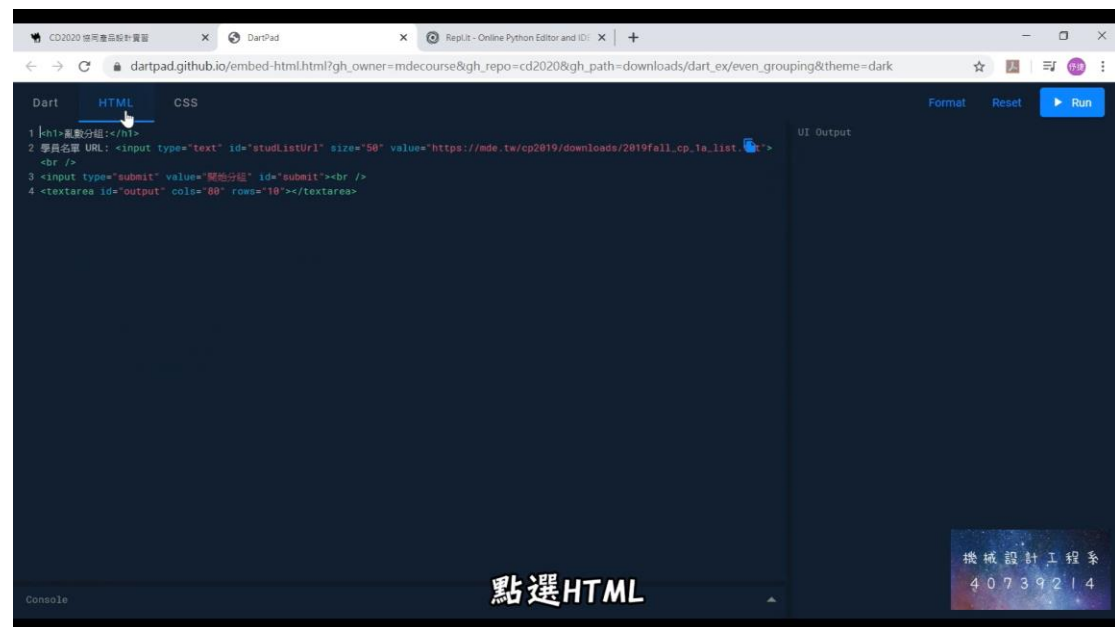 CD2020 協同產品設計實習
DartPad
Repl.it - Online Python Editor and IDE
dartpad.github.io/embed-html.html?gh_owner=mdecourse&gh_repo=cd2020&gh_path=downloads/dart_ex/even_grouping&theme=dark
Dart HTML CSS Format Reset Run
1 <h1>亂數分組:</h1>
2 學員名單 URL: <input type="text" id="studListUrl" size="50" value="https://mde.tw/cp2019/downloads/2019fall_cp_1a_list.
<br />
3 <input type="submit" value="開始分組" id="submit"><br />
4 <textarea id="output" cols="80" rows="10"></textarea>
UI Output
點選HTML
機械設計工程系
40739214
Console